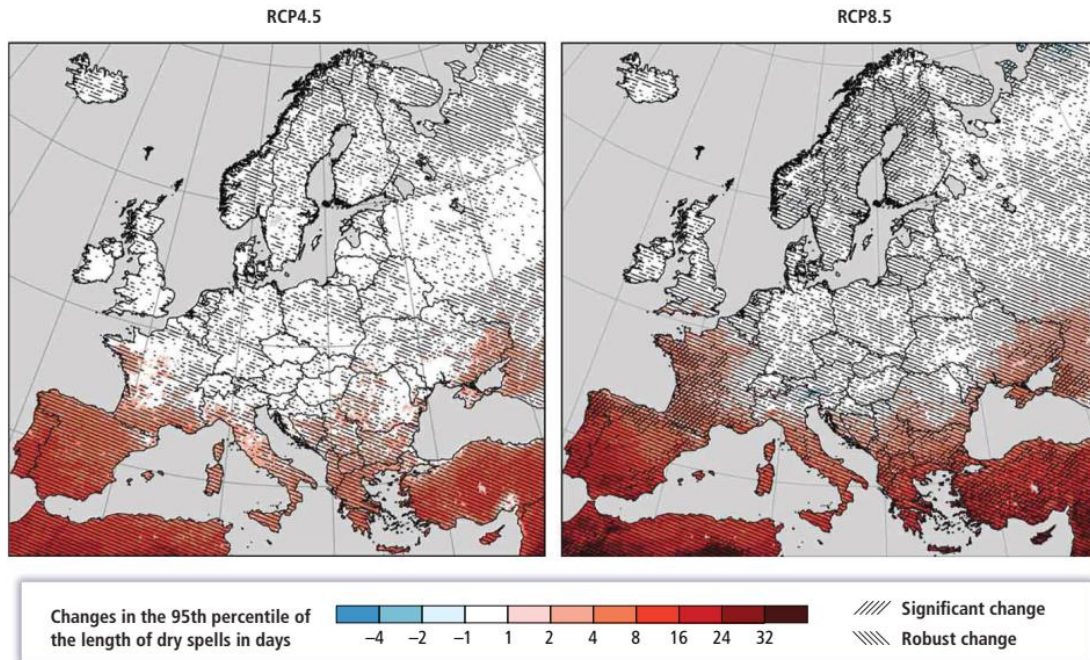 RCP4.5
RCP8.5
Changes in the 95th percentile of
the length of dry spells in days
−4 −2 −1 1 2 4 8 16 24 32
Significant change
Robust change